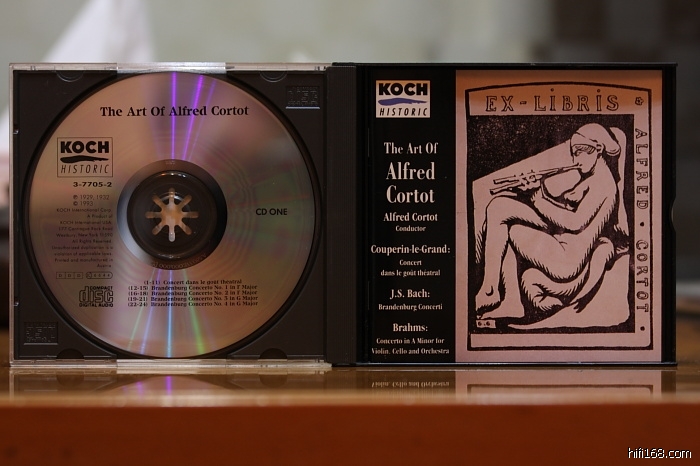 The Art Of Alfred Cortot
KOCH
HISTORIC
3-7705-2
CD ONE
COMPACT
disc
DIGITAL AUDIO
(1-11) Concert dans le goût théatral
(12-15) Brandenburg Concerto No. 1 in F Major
(16-18) Brandenburg Concerto No. 2 in F Major
(19-21) Brandenburg Concerto No. 3 in G Major
(22-24) Brandenburg Concerto No. 4 in G Major
KOCH
HISTORIC
The Art Of
Alfred
Cortot
Alfred Cortot
Conductor
Couperin-le-Grand:
Concert
dans le goût théatral
J.S. Bach:
Brandenburg Concerti
Brahms:
Concerto in A Minor for
Violin, Cello and Orchestra
EX-LIBRIS
ALFRED·CORTOT·
hifi168.com